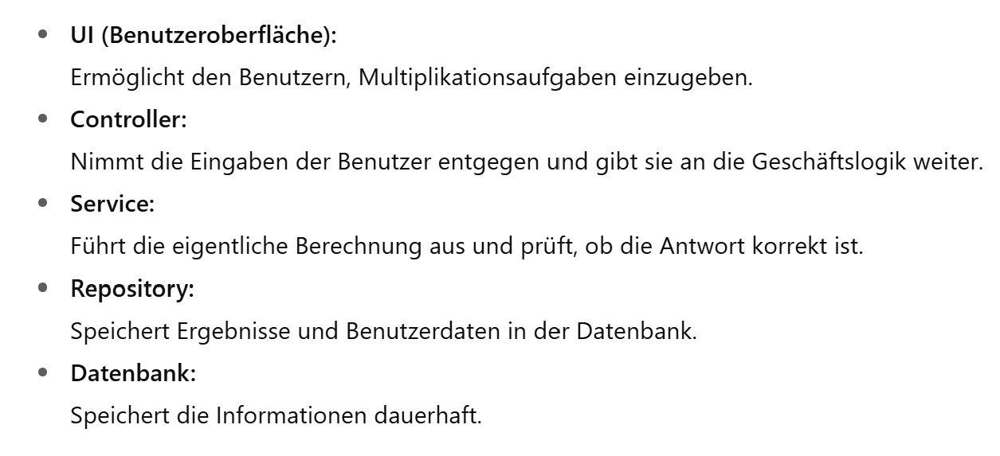 • UI (Benutzeroberfläche):
Ermöglicht den Benutzern, Multiplikationsaufgaben einzugeben.
• Controller:
Nimmt die Eingaben der Benutzer entgegen und gibt sie an die Geschäftslogik weiter.
• Service:
Führt die eigentliche Berechnung aus und prüft, ob die Antwort korrekt ist.
• Repository:
Speichert Ergebnisse und Benutzerdaten in der Datenbank.
• Datenbank:
Speichert die Informationen dauerhaft.